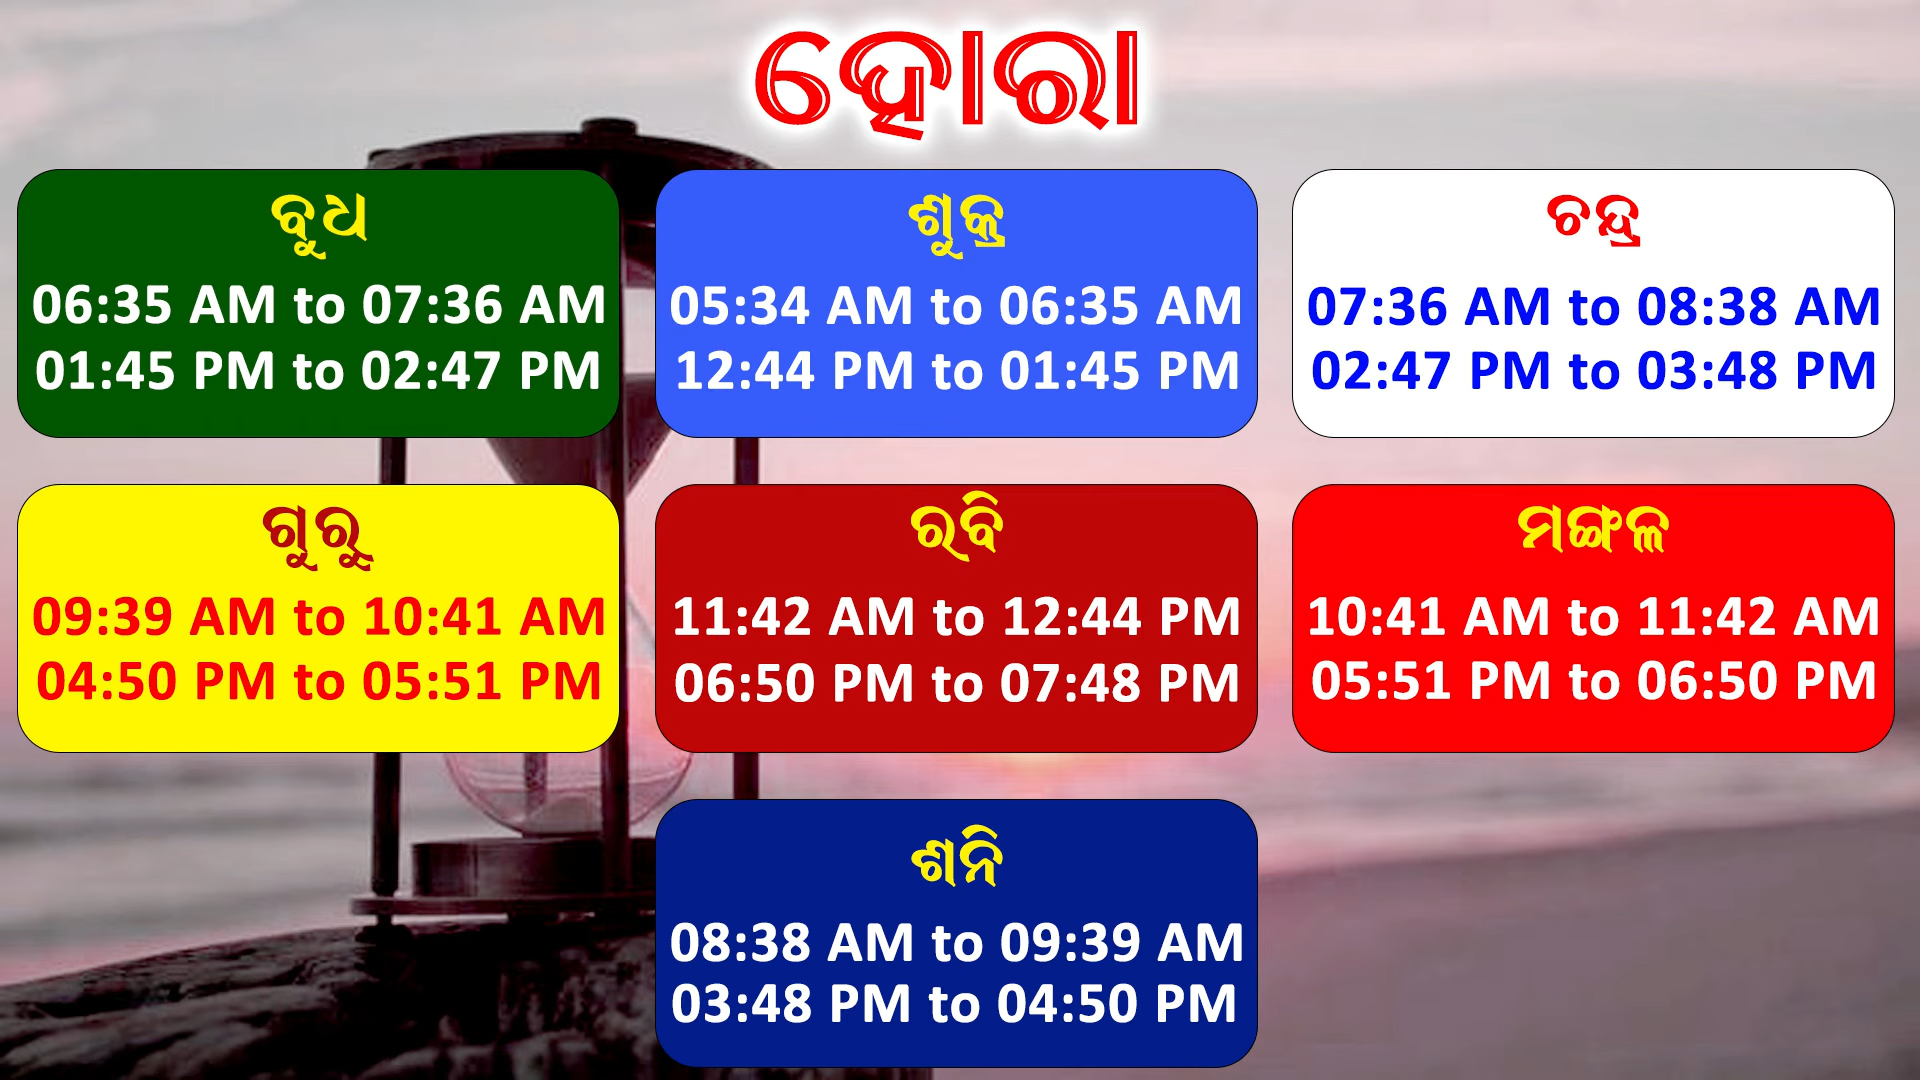 ହୋରା
ବୁଧ
06:35 AM to 07:36 AM
01:45 PM to 02:47 PM
ଶୁକ୍ର
05:34 AM to 06:35 AM
12:44 PM to 01:45 PM
ଚନ୍ଦ୍ର
07:36 AM to 08:38 AM
02:47 PM to 03:48 PM
ଗୁରୁ
09:39 AM to 10:41 AM
04:50 PM to 05:51 PM
ରବି
11:42 AM to 12:44 PM
06:50 PM to 07:48 PM
ମଙ୍ଗଳ
10:41 AM to 11:42 AM
05:51 PM to 06:50 PM
ଶନି
08:38 AM to 09:39 AM
03:48 PM to 04:50 PM